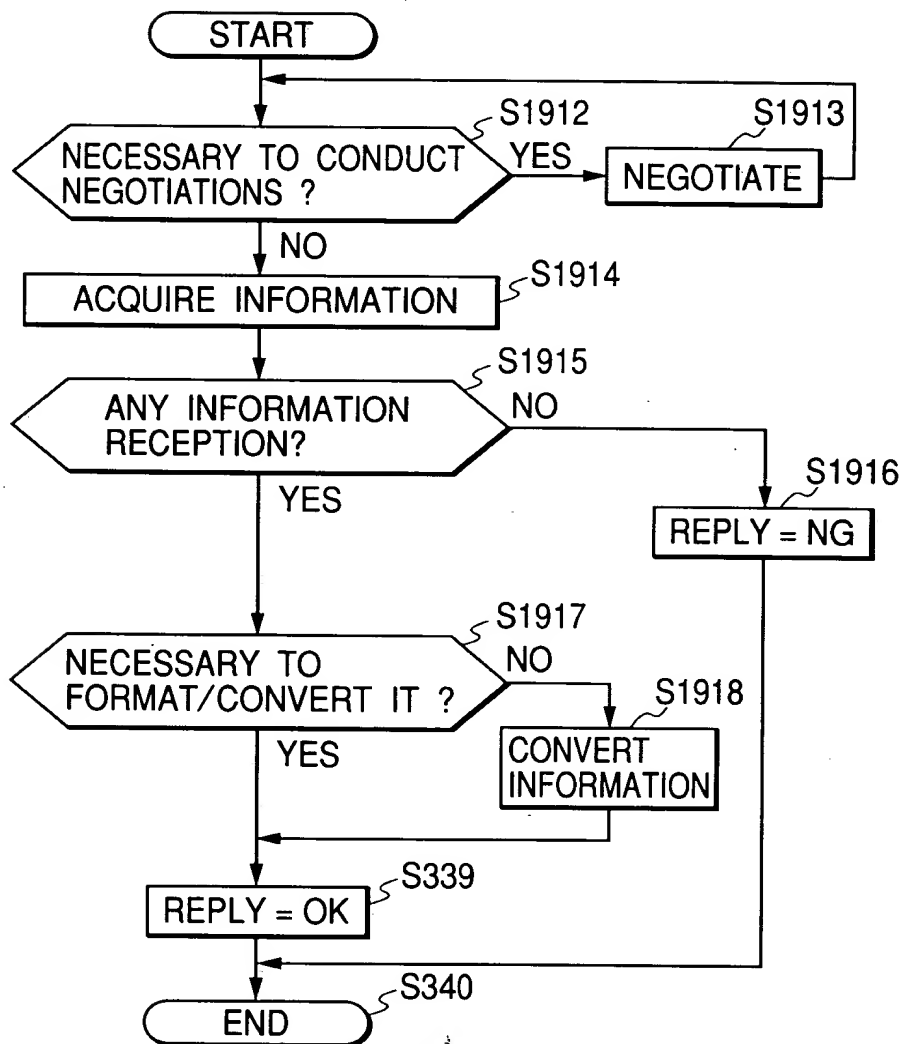 START
S1912
S1913
NECESSARY TO CONDUCT
NEGOTIATIONS ?
YES
NEGOTIATE
NO
S1914
ACQUIRE INFORMATION
S1915
ANY INFORMATION
RECEPTION?
NO
YES
S1916
REPLY = NG
S1917
NECESSARY TO
FORMAT/CONVERT IT ?
NO
S1918
YES
CONVERT
INFORMATION
S339
REPLY = OK
S340
END